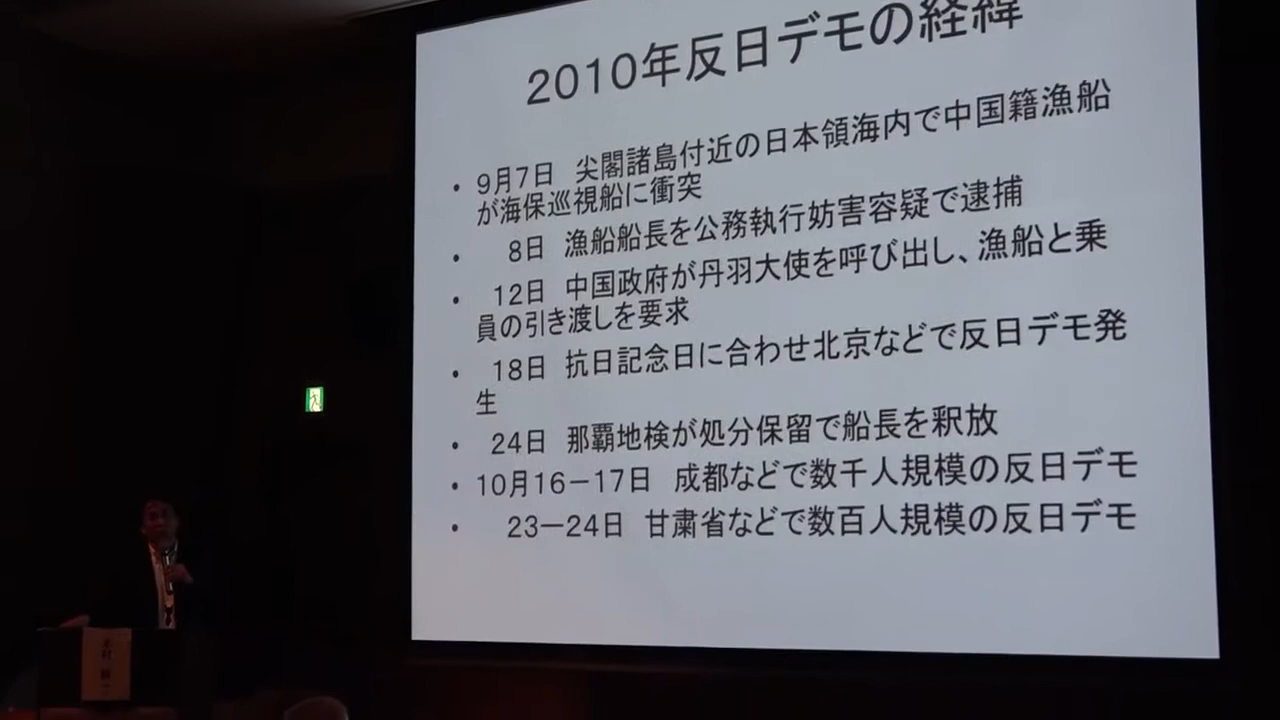 2010年反日デモの経緯
• 9月7日 尖閣諸島付近の日本領海内で中国籍漁船
が海保巡視船に衝突
• 8日 漁船船長を公務執行妨害容疑で逮捕
• 12日 中国政府が丹羽大使を呼び出し、漁船と乗
員の引き渡しを要求
• 18日 抗日記念日に合わせ北京などで反日デモ発
生
• 24日 那覇地検が処分保留で船長を釈放
• 10月16－17日 成都などで数千人規模の反日デモ
• 23－24日 甘粛省などで数百人規模の反日デモ